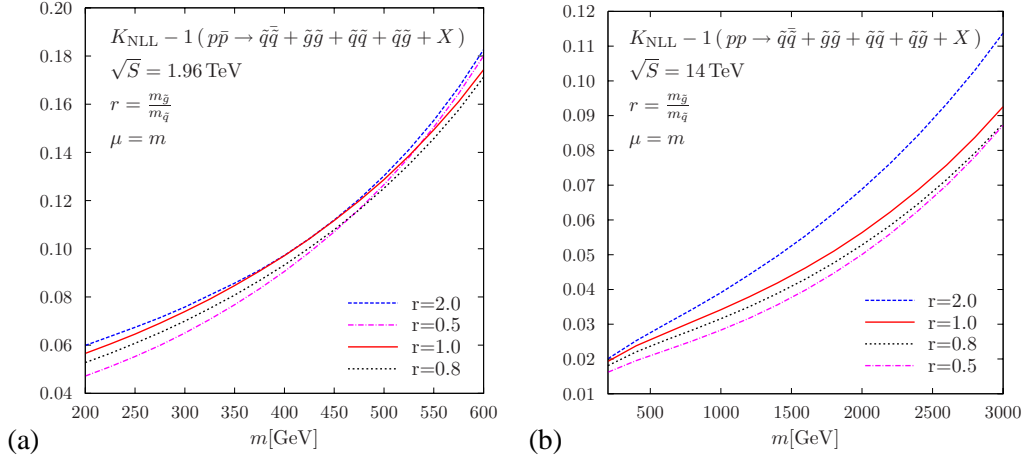 K_NLL − 1 ( pp̄ → q̃q̃̄ + g̃g̃ + q̃q̃ + q̃g̃ + X )
√S = 1.96 TeV
r = m_g̃/m_q̃
μ = m
0.20
0.18
0.16
0.14
0.12
0.10
0.08
0.06
0.04
r=2.0
r=0.5
r=1.0
r=0.8
200 250 300 350 400 450 500 550 600
m[GeV]
(a)
K_NLL − 1 ( pp → q̃q̃̄ + g̃g̃ + q̃q̃ + q̃g̃ + X )
√S = 14 TeV
r = m_g̃/m_q̃
μ = m
0.12
0.11
0.10
0.09
0.08
0.07
0.06
0.05
0.04
0.03
0.02
0.01
r=2.0
r=1.0
r=0.8
r=0.5
500 1000 1500 2000 2500 3000
m[GeV]
(b)